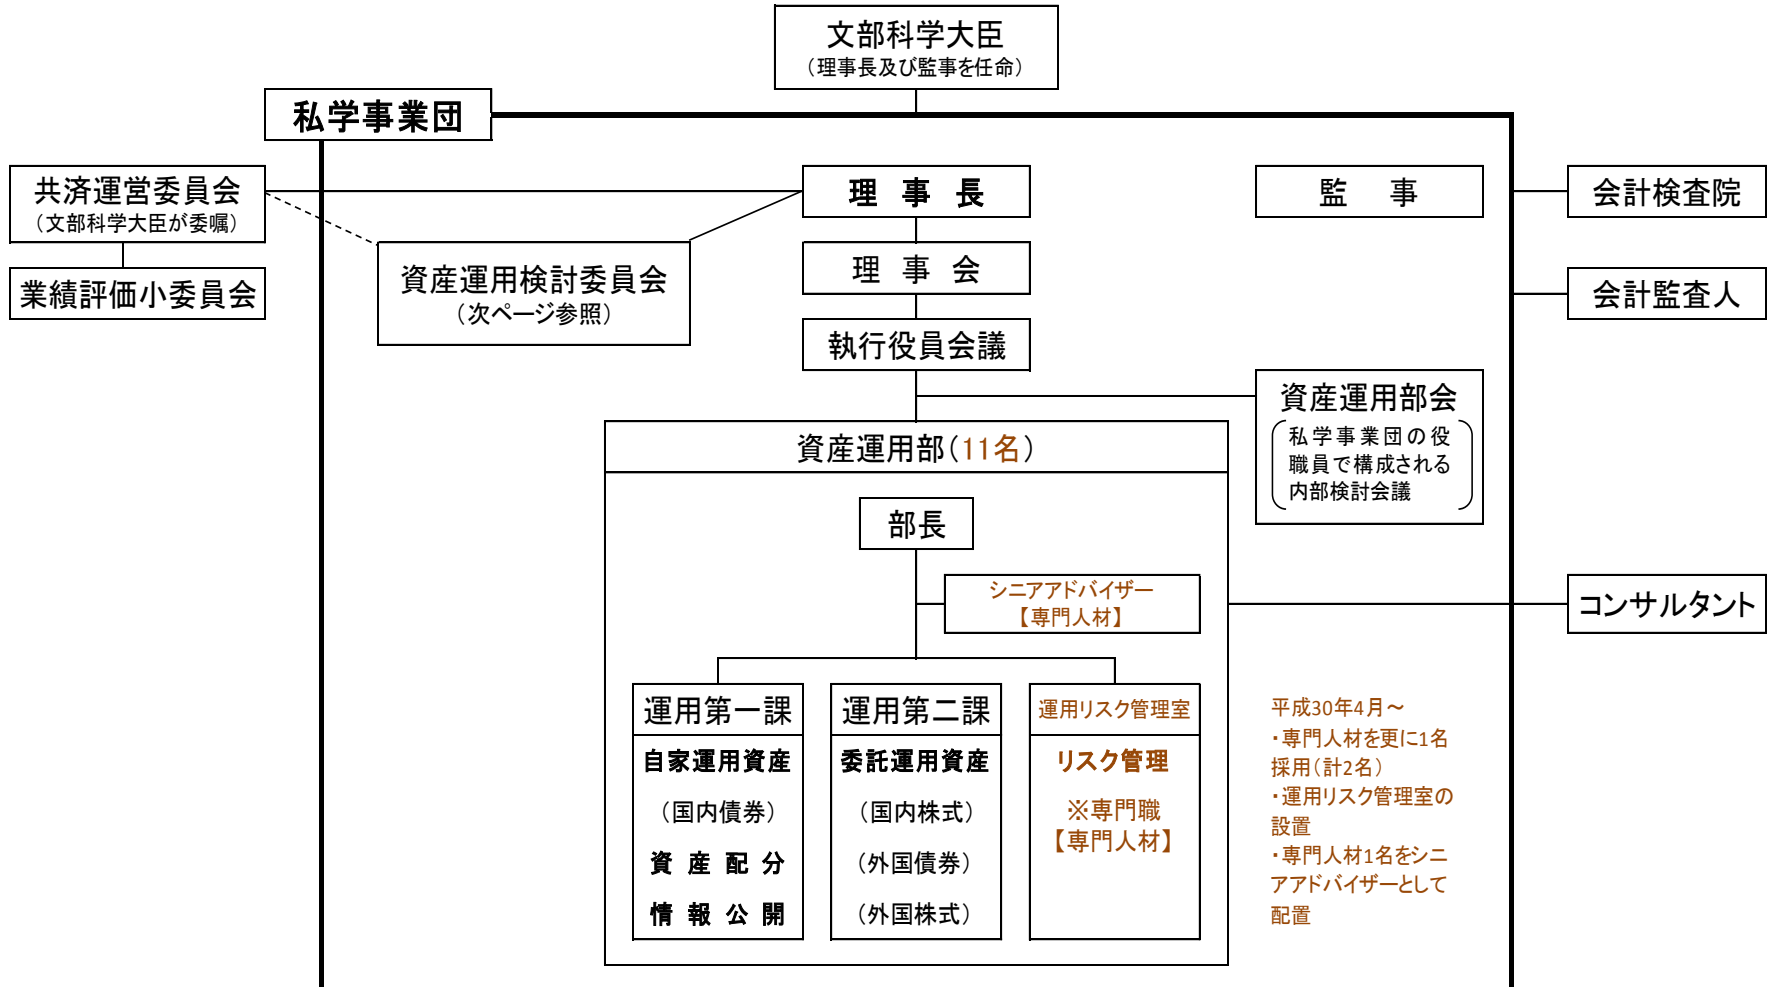 文部科学大臣
（理事長及び監事を任命）
私学事業団
共済運営委員会
（文部科学大臣が委嘱）
業績評価小委員会
資産運用検討委員会
（次ページ参照）
理事長
理事会
執行役員会議
監事
会計検査院
会計監査人
資産運用部会
私学事業団の役
職員で構成される
内部検討会議
資産運用部（11名）
部長
シニアアドバイザー
【専門人材】
コンサルタント
運用第一課
自家運用資産
（国内債券）
資産配分
情報公開
運用第二課
委託運用資産
（国内株式）
（外国債券）
（外国株式）
運用リスク管理室
リスク管理
※専門職
【専門人材】
平成30年4月～
・専門人材を更に1名
採用（計2名）
・運用リスク管理室の
設置
・専門人材1名をシニ
アアドバイザーとして
配置